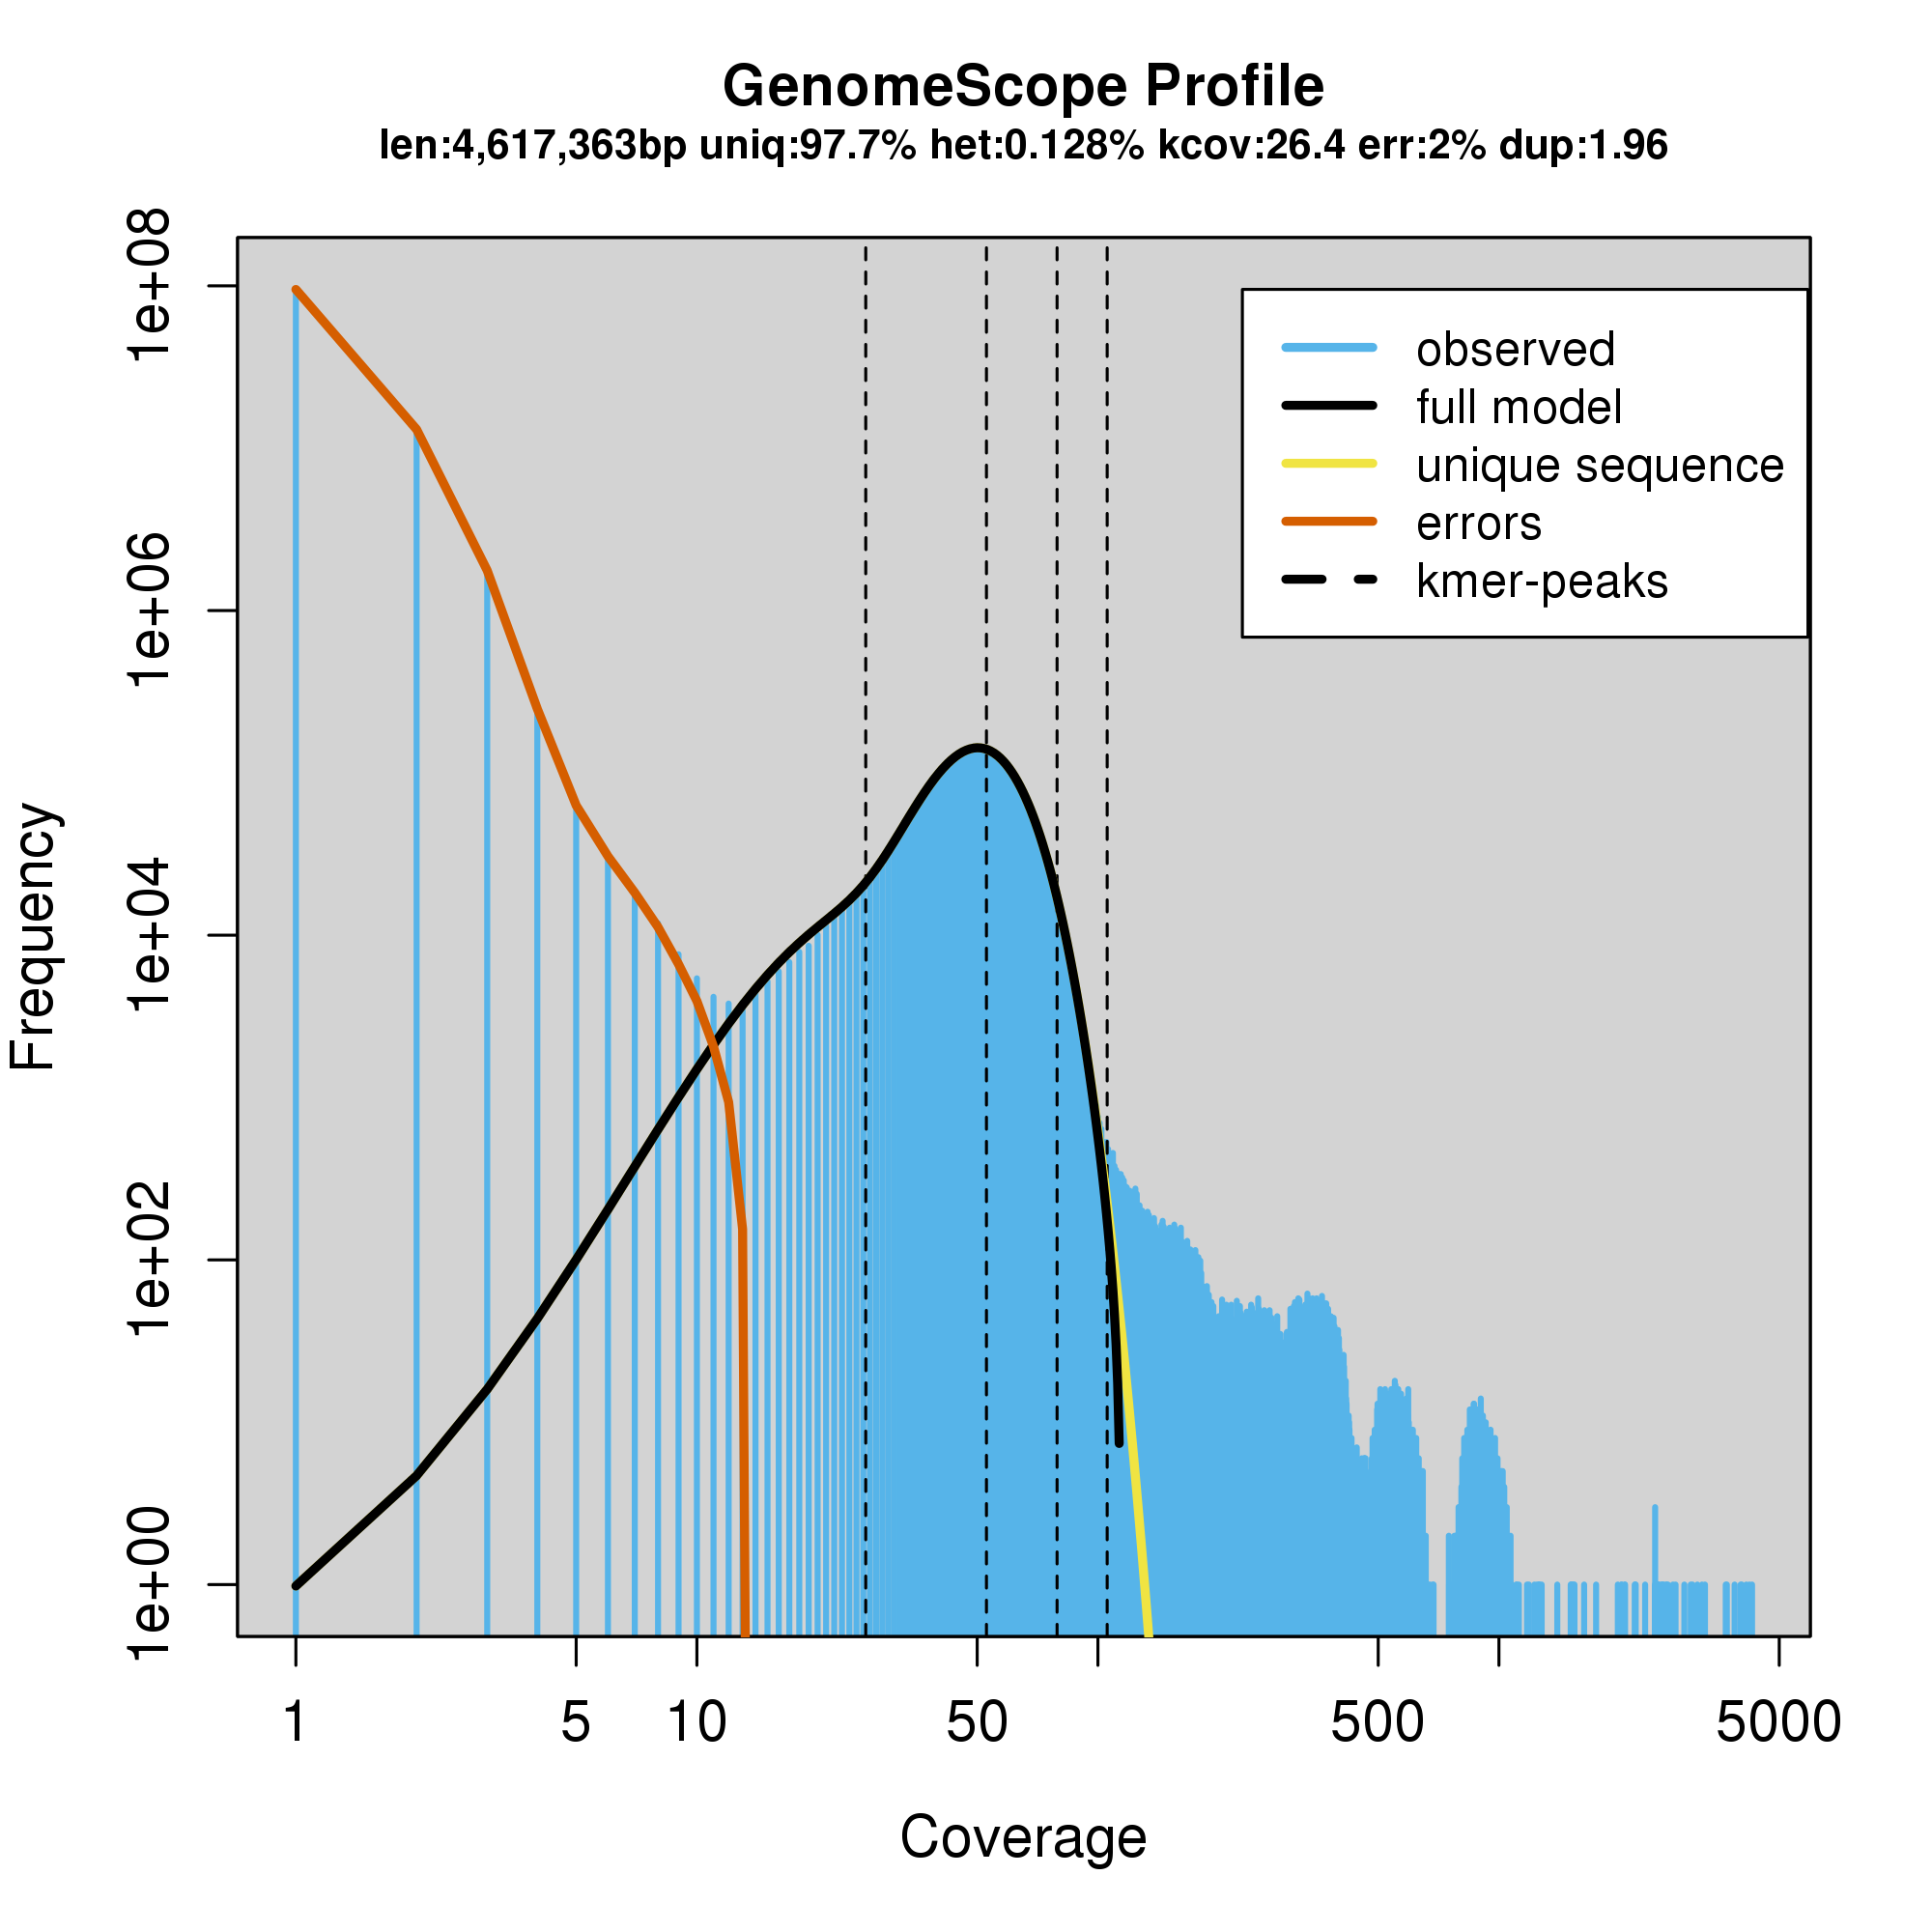 GenomeScope Profile
len:4,617,363bp uniq:97.7% het:0.128% kcov:26.4 err:2% dup:1.96
observed
full model
unique sequence
errors
kmer-peaks
Frequency
1e+08
1e+06
1e+04
1e+02
1e+00
1 5 10 50 500 5000
Coverage